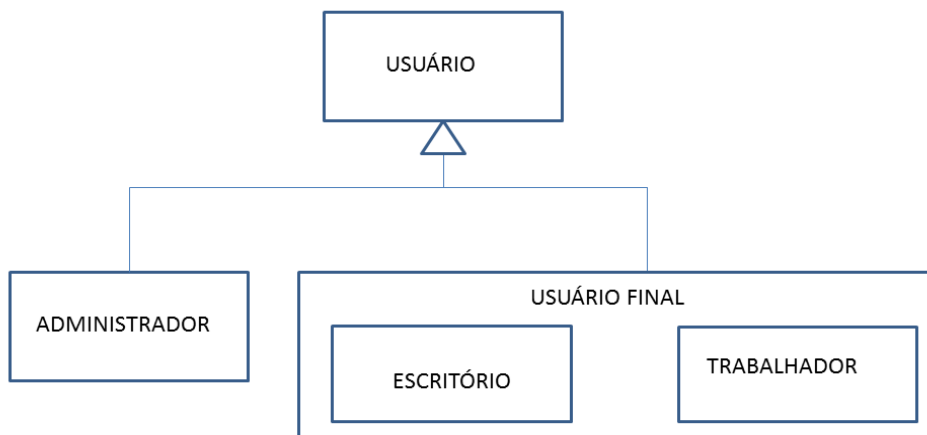 USUÁRIO
ADMINISTRADOR
USUÁRIO FINAL
ESCRITÓRIO
TRABALHADOR